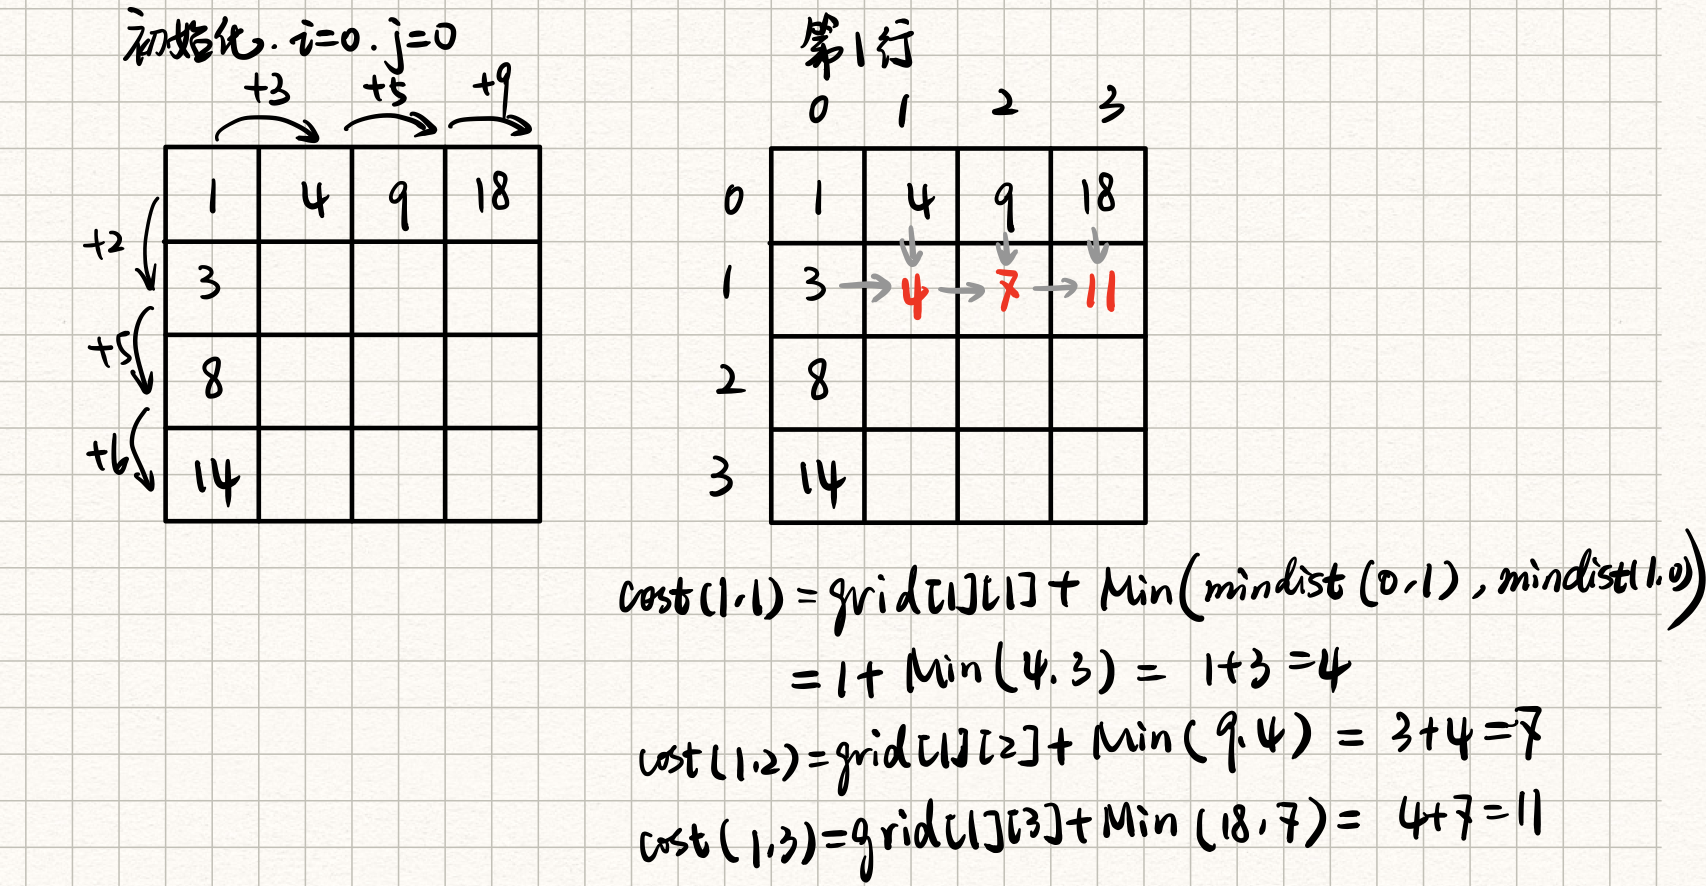 初始化. i=0. j=0
+3 +5 +9
1 4 9 18
+2
3
+5
8
+6
14
第1行
0 1 2 3
0 1 4 9 18
1 3 4 7 11
2 8
3 14
cost(1,1)=grid[1][1]+Min(mindist(0,1),mindist(1,0))
=1+Min(4.3)=1+3=4
cost(1,2)=grid[1][2]+Min(9.4)=3+4=7
cost(1,3)=grid[1][3]+Min(18,7)=4+7=11